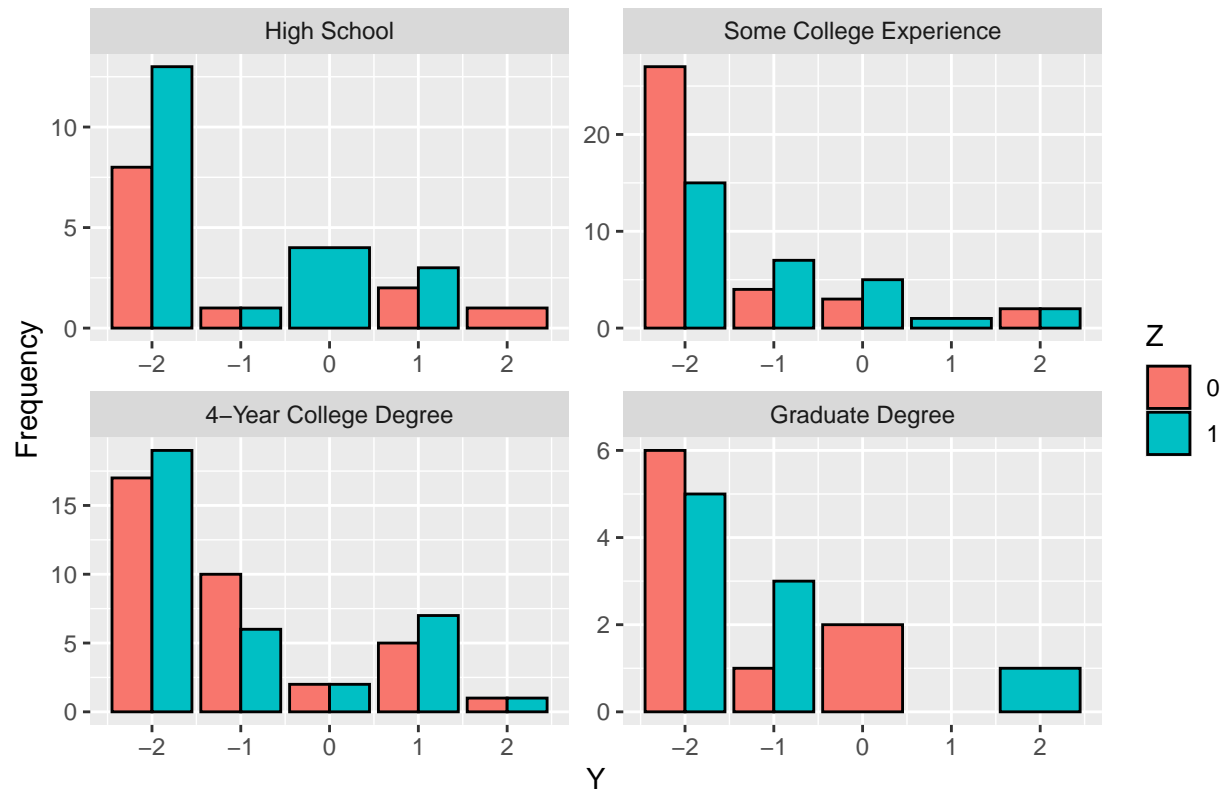 High School
Some College Experience
10
5
0
−2 −1 0 1 2
20
10
0
−2 −1 0 1 2
4−Year College Degree
Graduate Degree
15
10
5
0
−2 −1 0 1 2
6
4
2
0
−2 −1 0 1 2
Frequency
Y
Z
0
1